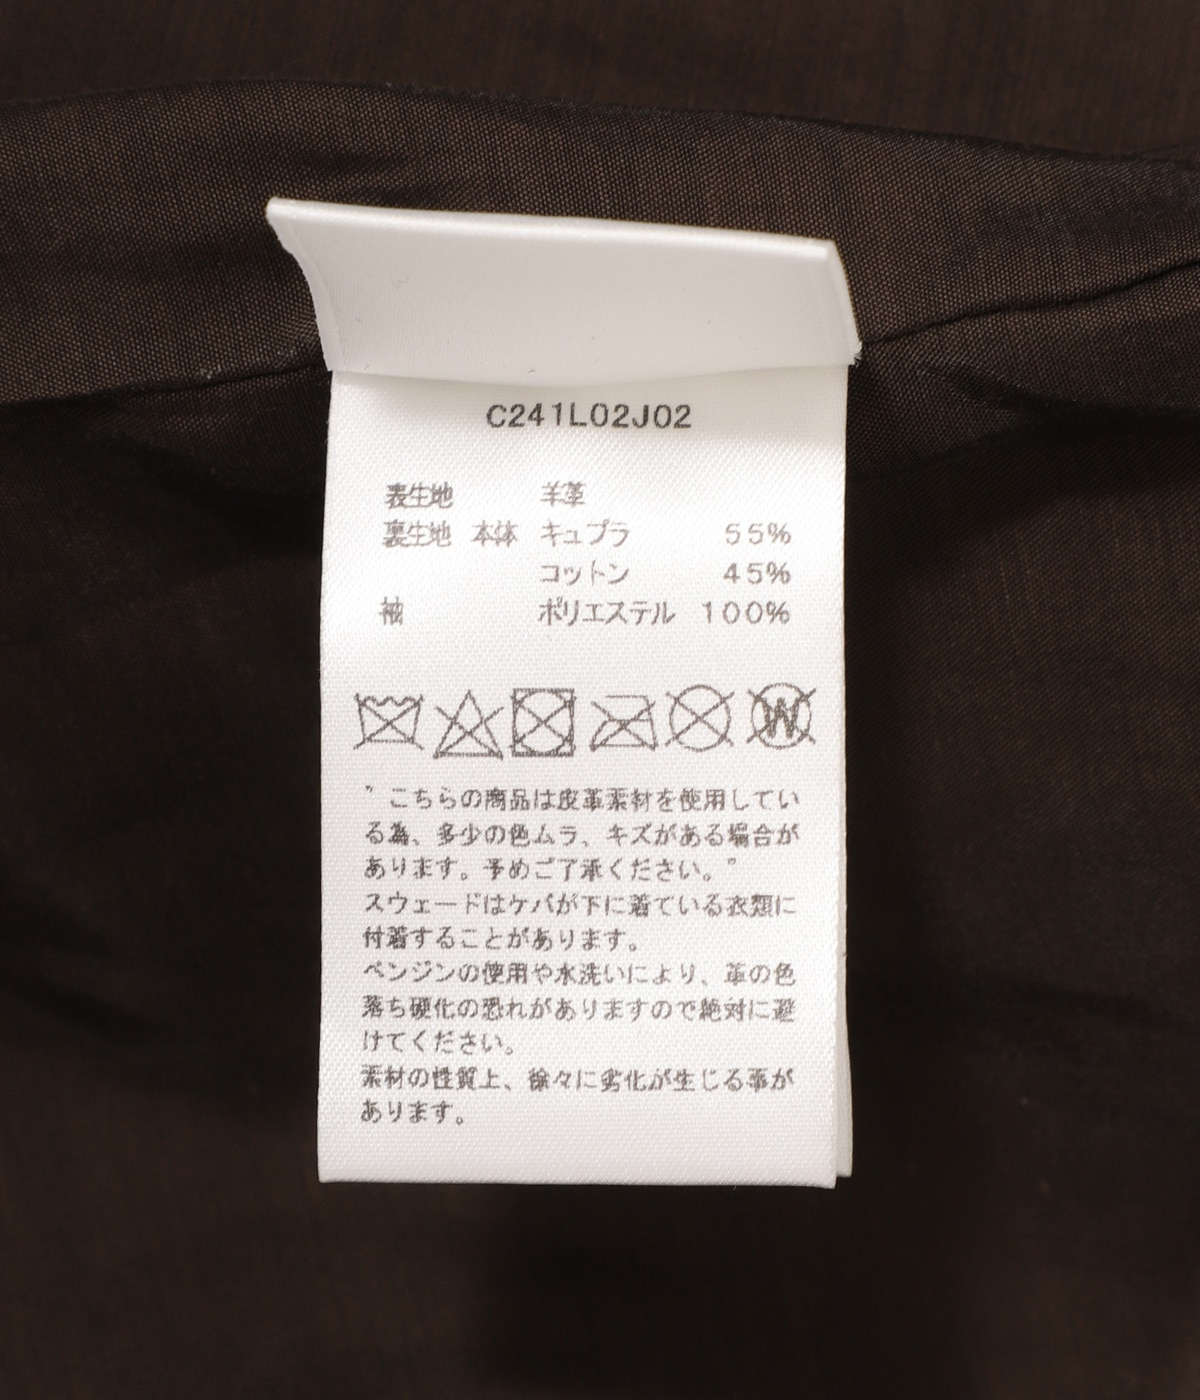 C241L02J02
表生地 羊革
裏生地 本体 キュプラ 55%
コットン 45%
袖 ポリエステル 100%
W
"こちらの商品は皮革素材を使用してい
る為、多少の色ムラ、キズがある場合が
あります。予めご了承ください。"
スウェードはケバが下に着ている衣類に
付着することがあります。
ベンジンの使用や水洗いにより、革の色
落ち硬化の恐れがありますので絶対に避
けてください。
素材の性質上、徐々に劣化が生じる事が
あります。